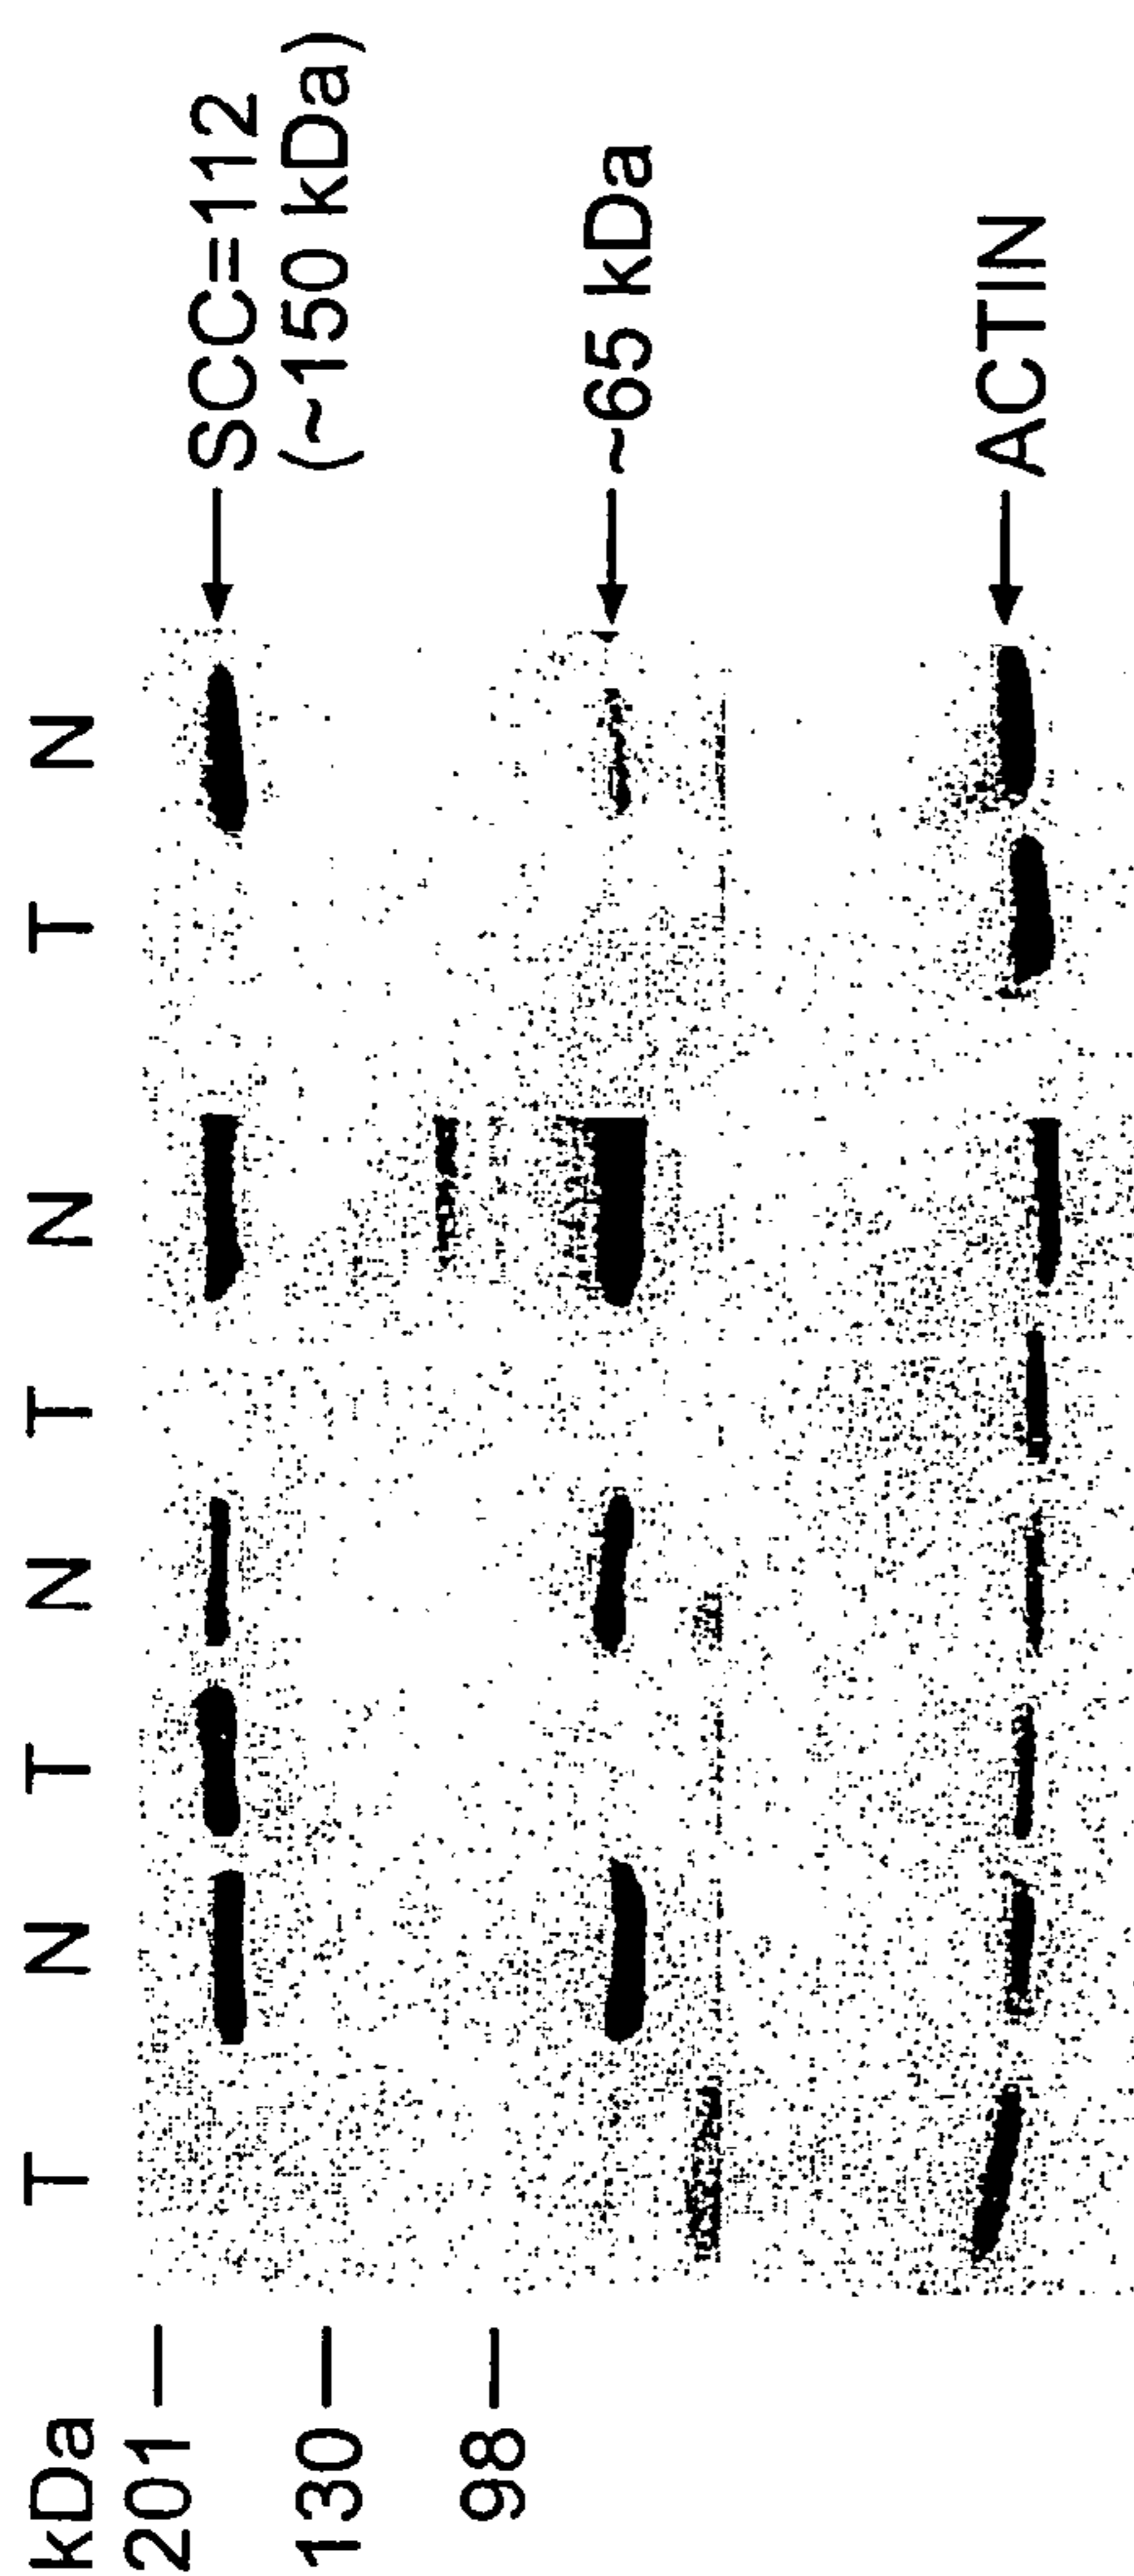 kDa T N T N T N T N
201
130
98
SCC=112
(~150 kDa)
~65 kDa
ACTIN